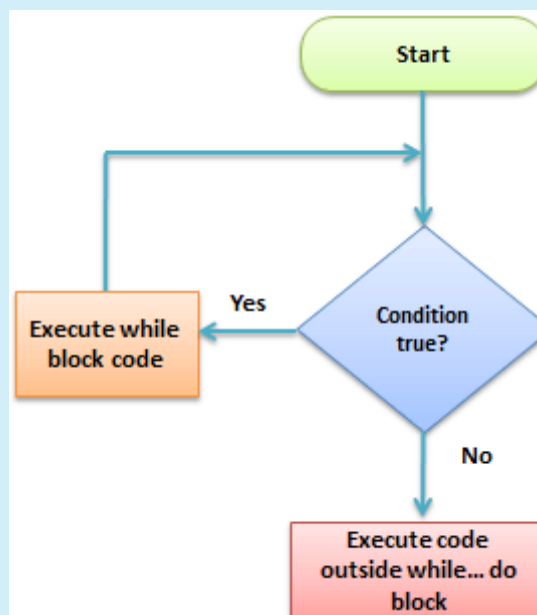 Start
Condition
true?
Yes
Execute while
block code
No
Execute code
outside while... do
block